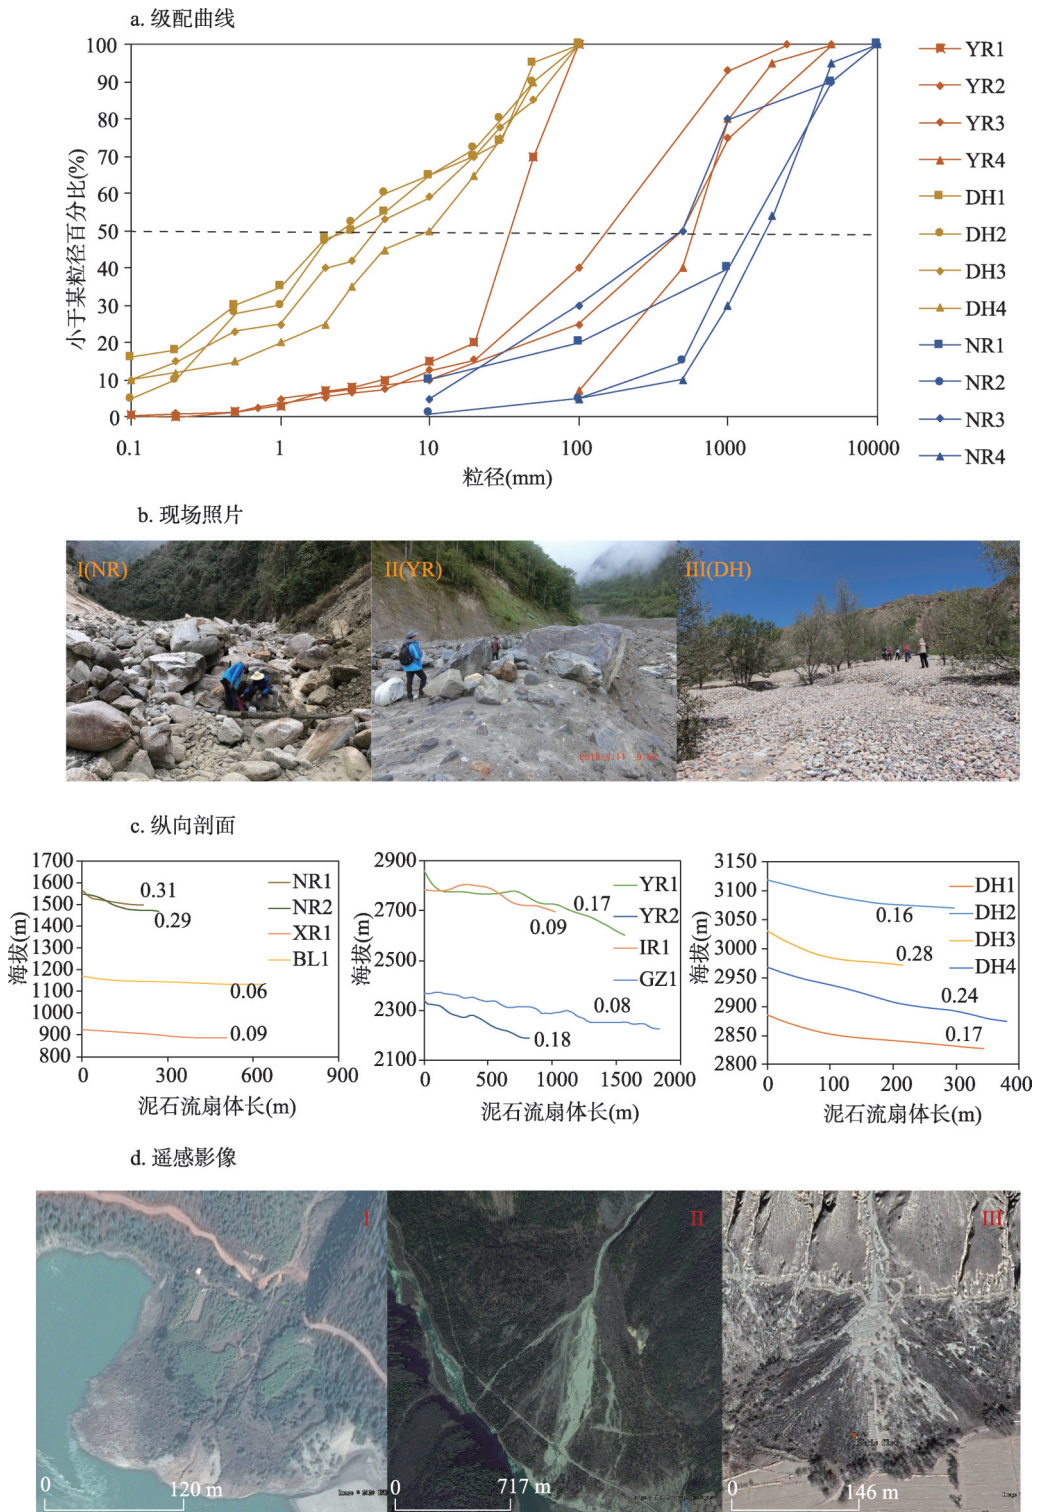 a. 级配曲线
小于某粒径百分比(%)
100
90
80
70
60
50
40
30
20
10
0
0.1 1 10 100 1000 10000
粒径(mm)
YR1
YR2
YR3
YR4
DH1
DH2
DH3
DH4
NR1
NR2
NR3
NR4
b. 现场照片
I(NR)
II(YR)
III(DH)
c. 纵向剖面
海拔(m)
1700
1600
1500
1400
1300
1200
1100
1000
900
800
0 300 600 900
泥石流扇体长(m)
NR1
NR2
XR1
BL1
0.31
0.29
0.06
0.09
海拔(m)
2900
2700
2500
2300
2100
0 500 1000 1500 2000
泥石流扇体长(m)
YR1
YR2
IR1
GZ1
0.17
0.09
0.08
0.18
海拔(m)
3150
3100
3050
3000
2950
2900
2850
2800
0 100 200 300 400
泥石流扇体长(m)
DH1
DH2
DH3
DH4
0.16
0.28
0.24
0.17
d. 遥感影像
I
0 120 m
II
0 717 m
III
0 146 m